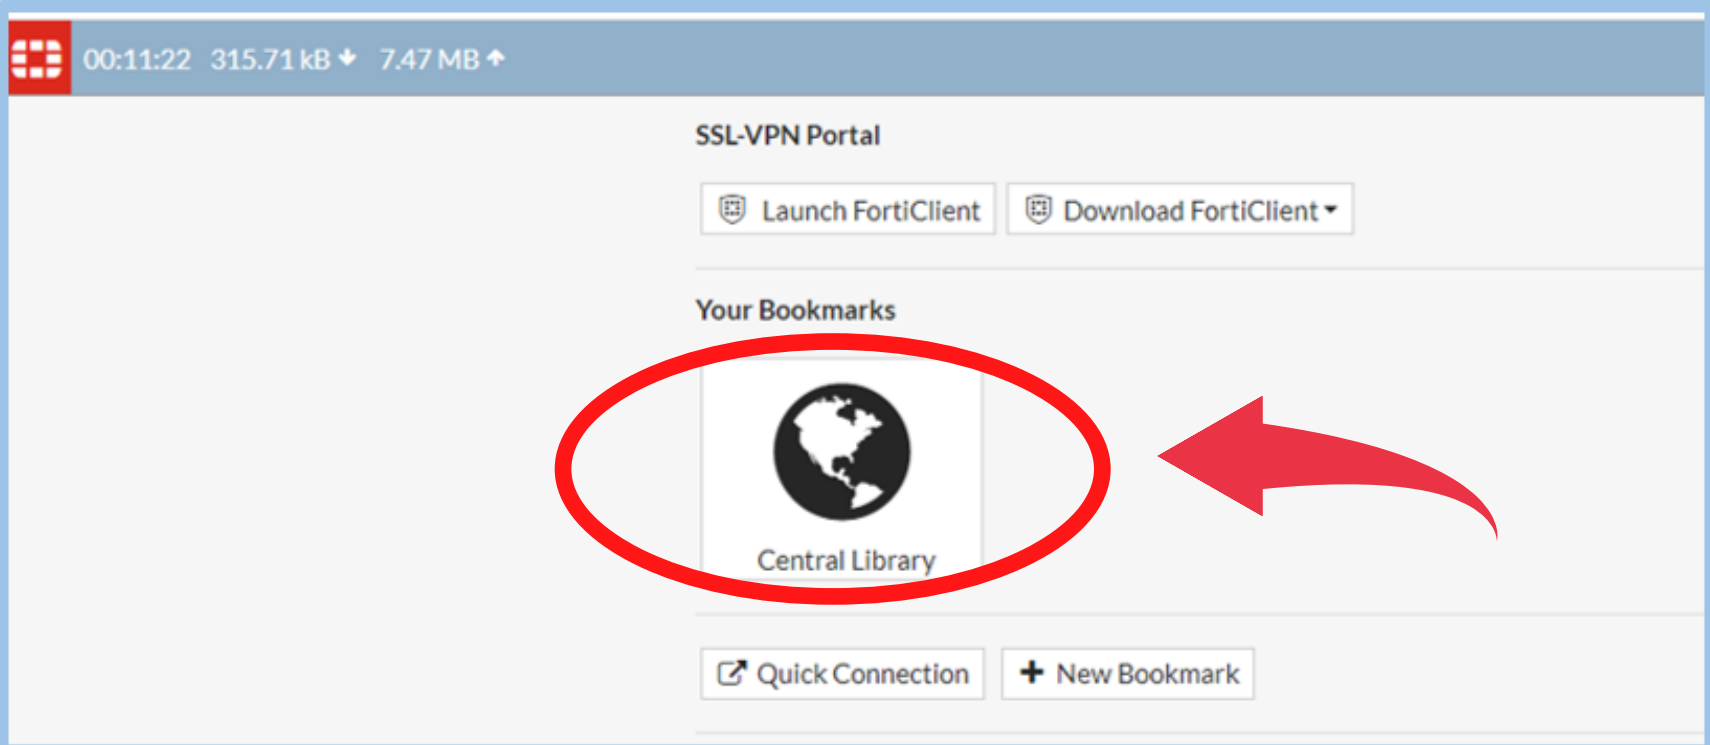 00:11:22 315.71 kB 7.47 MB
SSL-VPN Portal
Launch FortiClient Download FortiClient
Your Bookmarks
Central Library
Quick Connection New Bookmark